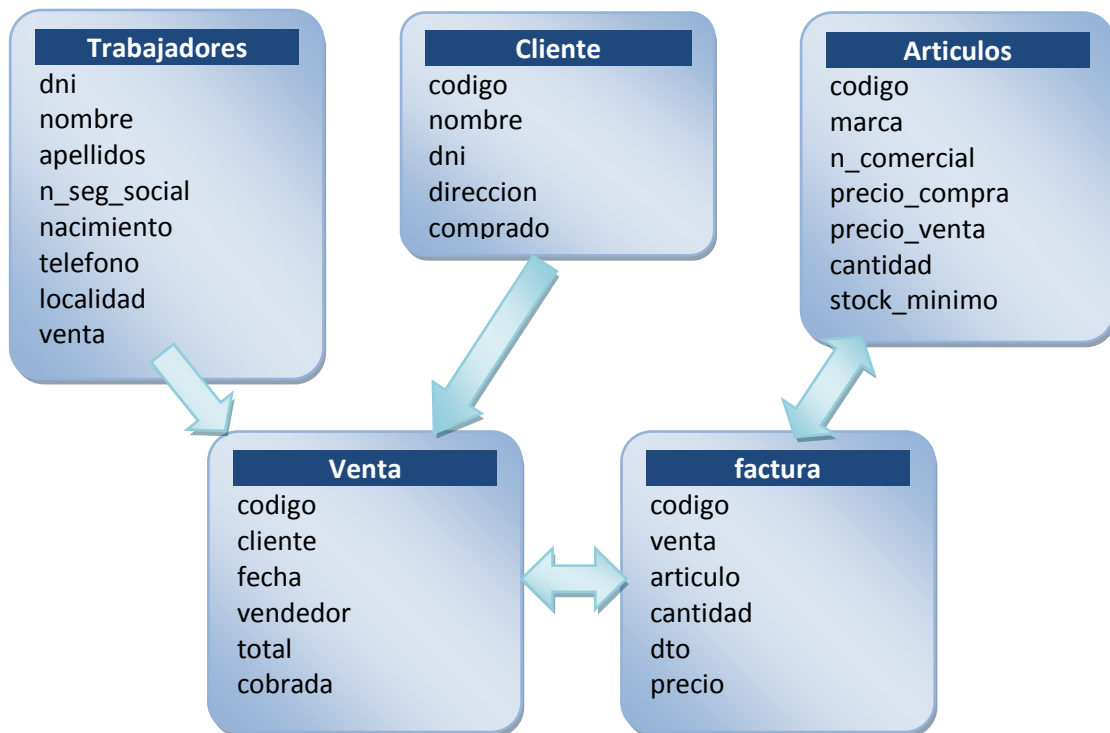 Trabajadores
dni
nombre
apellidos
n_seg_social
nacimiento
telefono
localidad
venta
Cliente
codigo
nombre
dni
direccion
comprado
Articulos
codigo
marca
n_comercial
precio_compra
precio_venta
cantidad
stock_minimo
Venta
codigo
cliente
fecha
vendedor
total
cobrada
factura
codigo
venta
articulo
cantidad
dto
precio